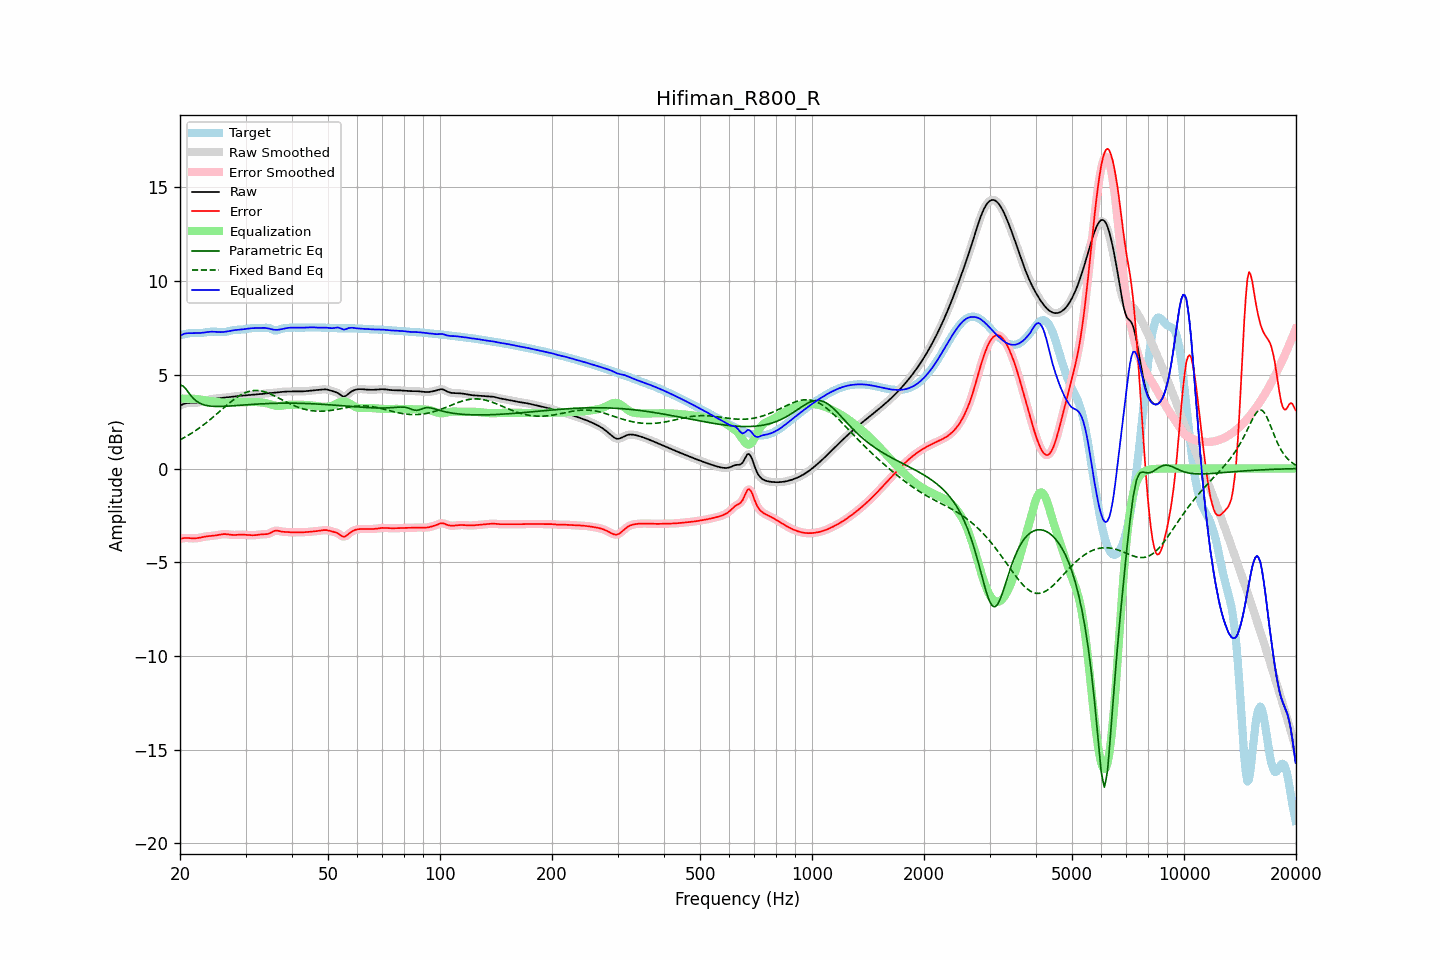 Hifiman_R800_R
Target
Raw Smoothed
Error Smoothed
Raw
Error
Equalization
Parametric Eq
Fixed Band Eq
Equalized
Amplitude (dBr)
15
10
5
0
−5
−10
−15
−20
20
50
100
200
500
1000
2000
5000
10000
20000
Frequency (Hz)